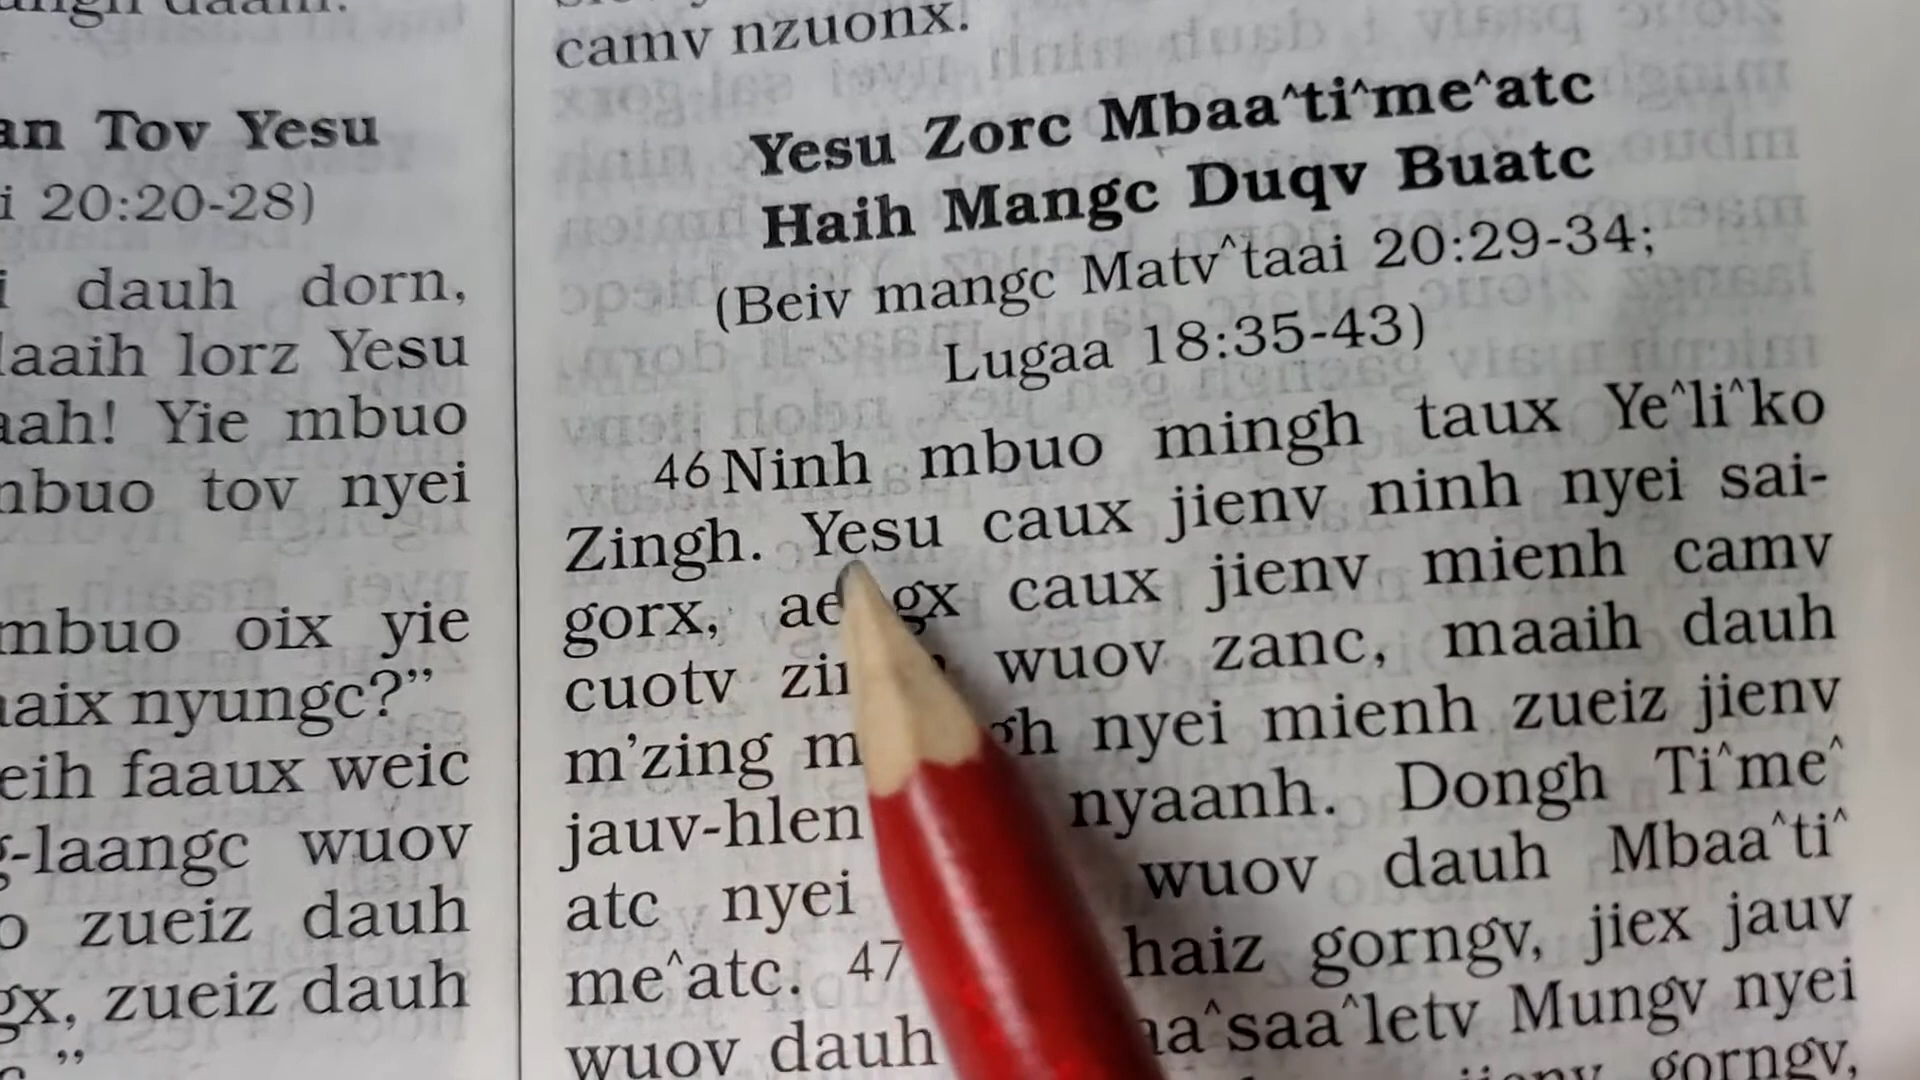 an Tov Yesu
i 20:20-28)
i dauh dorn,
laaih lorz Yesu
aah! Yie mbuo
mbuo tov nyei
mbuo oix yie
nyungc?”
faaux weic
-laangc wuov
zueiz dauh
zueiz dauh
camv nzuonx.
Yesu Zorc Mbaa^ti^me^atc
Haih Mangc Duqv Buatc
(Beiv mangc Matv^taai 20:29-34;
Lugaa 18:35-43)
46 Ninh mbuo mingh taux Ye^li^ko
Zingh. Yesu caux jienv ninh nyei sai-
gorx, caux jienv mienh camv
cuotv wuov zanc, maaih dauh
m’zing nyei mienh zueiz jienv
jauv-hlen nyaanh. Dongh Ti^me^
atc nyei wuov dauh Mbaa^ti^
me^atc. 47 haiz gorngv, jiex jauv
wuov dauh aa^saa^letv Mungv nyei
gorngv,